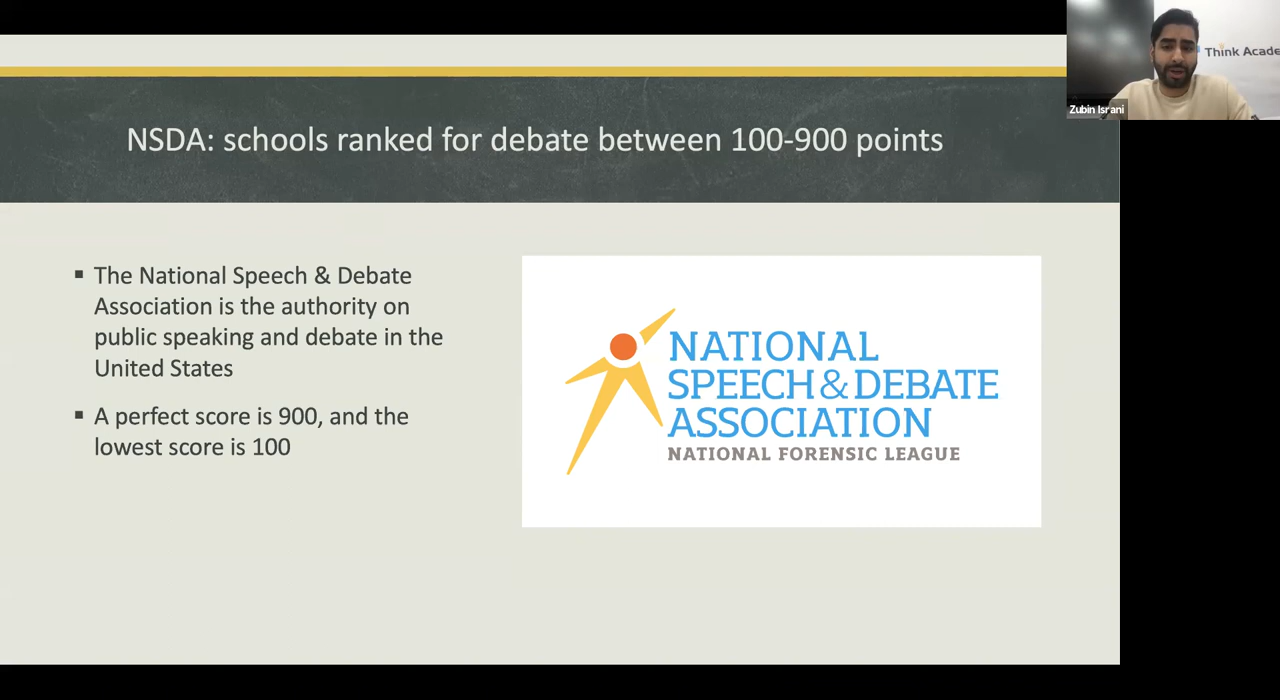 Think Acade
Zubin Israni
NSDA: schools ranked for debate between 100-900 points
▪ The National Speech & Debate
Association is the authority on
public speaking and debate in the
United States
▪ A perfect score is 900, and the
lowest score is 100
NATIONAL
SPEECH & DEBATE
ASSOCIATION
NATIONAL FORENSIC LEAGUE